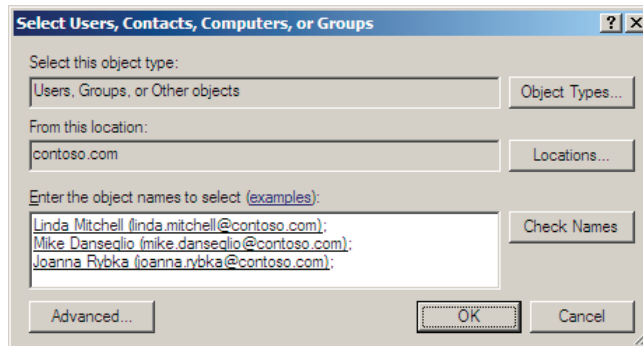 Select Users, Contacts, Computers, or Groups
Select this object type:
Users, Groups, or Other objects
Object Types...
From this location:
contoso.com
Locations...
Enter the object names to select (examples):
Linda Mitchell (linda.mitchell@contoso.com);
Mike Danseglio (mike.danseglio@contoso.com);
Joanna Rybka (joanna.rybka@contoso.com);
Check Names
Advanced...
OK
Cancel